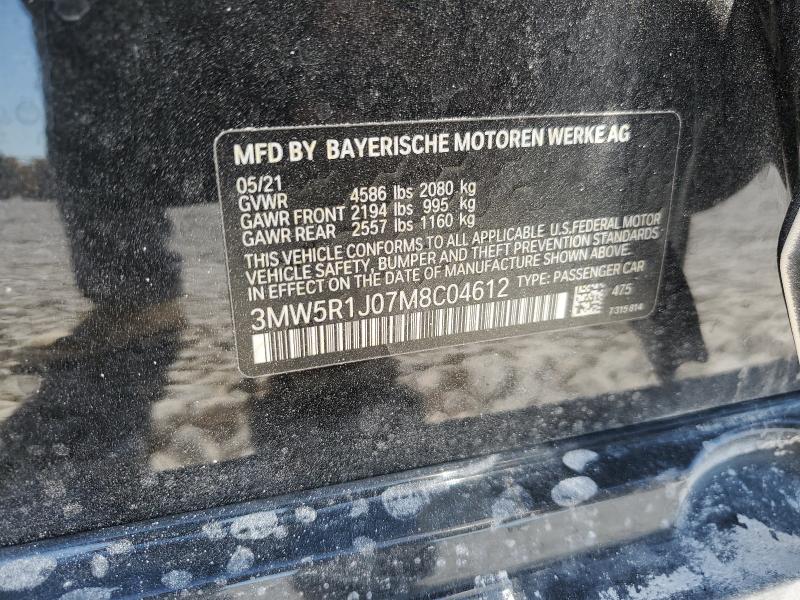 MFD BY BAYERISCHE MOTOREN WERKE AG
05/21
GVWR 4586 lbs 2080 kg
GAWR FRONT 2194 lbs 995 kg
GAWR REAR 2557 lbs 1160 kg
THIS VEHICLE CONFORMS TO ALL APPLICABLE U.S.FEDERAL MOTOR
VEHICLE SAFETY, BUMPER AND THEFT PREVENTION STANDARDS
IN EFFECT ON THE DATE OF MANUFACTURE SHOWN ABOVE.
3MW5R1J07M8C04612 TYPE: PASSENGER CAR
475
7315814